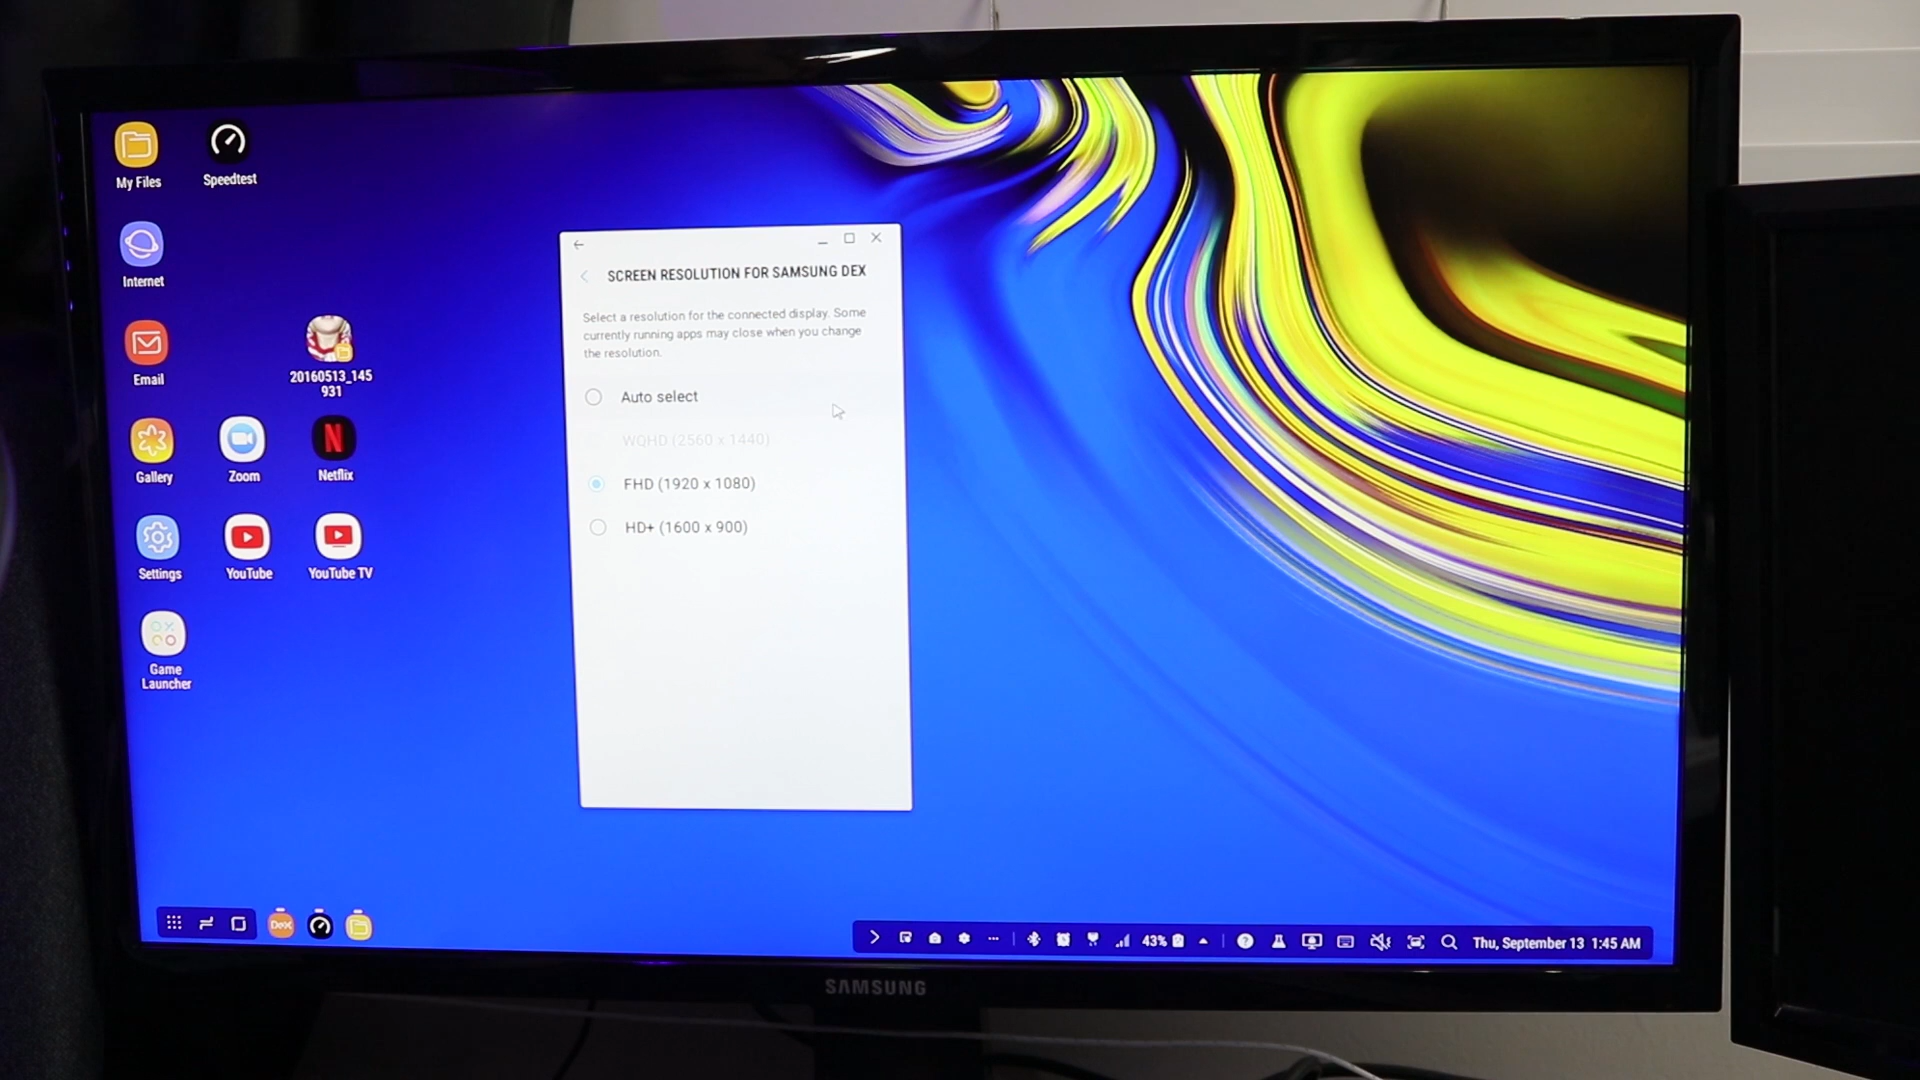 My Files
Speedtest
Internet
Email
20160513_145
931
Gallery
Zoom
Netflix
Settings
YouTube
YouTube TV
Game
Launcher
SCREEN RESOLUTION FOR SAMSUNG DEX
Select a resolution for the connected display. Some
currently running apps may close when you change
the resolution.
Auto select
WQHD (2560 x 1440)
FHD (1920 x 1080)
HD+ (1600 x 900)
DeX
43%
Thu, September 13 1:45 AM
SAMSUNG